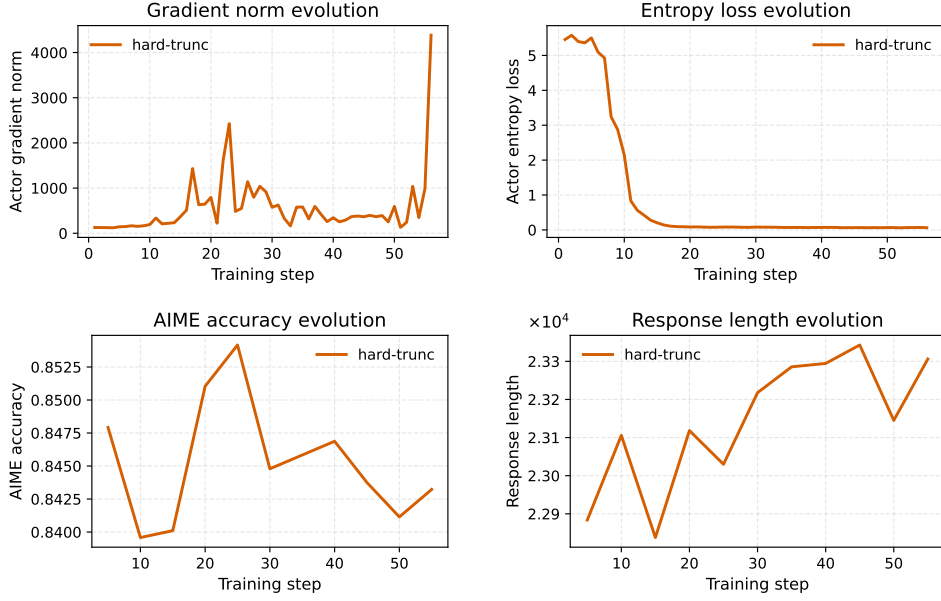 Gradient norm evolution
Actor gradient norm
4000
3000
2000
1000
0
hard-trunc
0 10 20 30 40 50
Training step
Entropy loss evolution
Actor entropy loss
5
4
3
2
1
0
hard-trunc
0 10 20 30 40 50
Training step
AIME accuracy evolution
AIME accuracy
0.8525
0.8500
0.8475
0.8450
0.8425
0.8400
hard-trunc
10 20 30 40 50
Training step
×10⁴
Response length evolution
Response length
2.33
2.32
2.31
2.30
2.29
hard-trunc
10 20 30 40 50
Training step